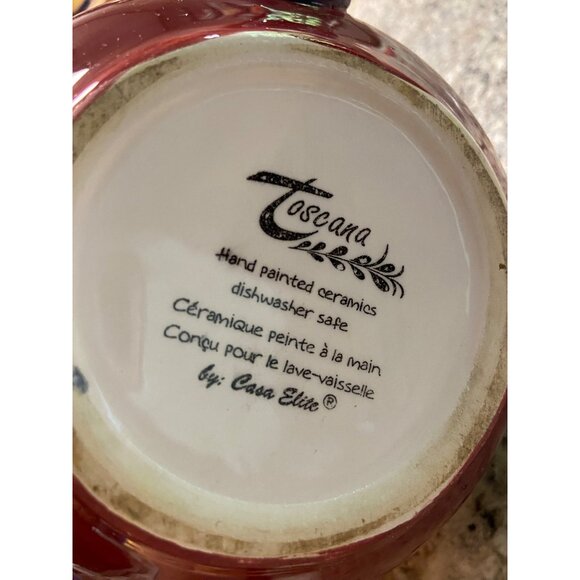 Toscana
Hand painted ceramics
dishwasher safe
Céramique peinte à la main
Conçu pour le lave-vaisselle
by: Casa Elite®